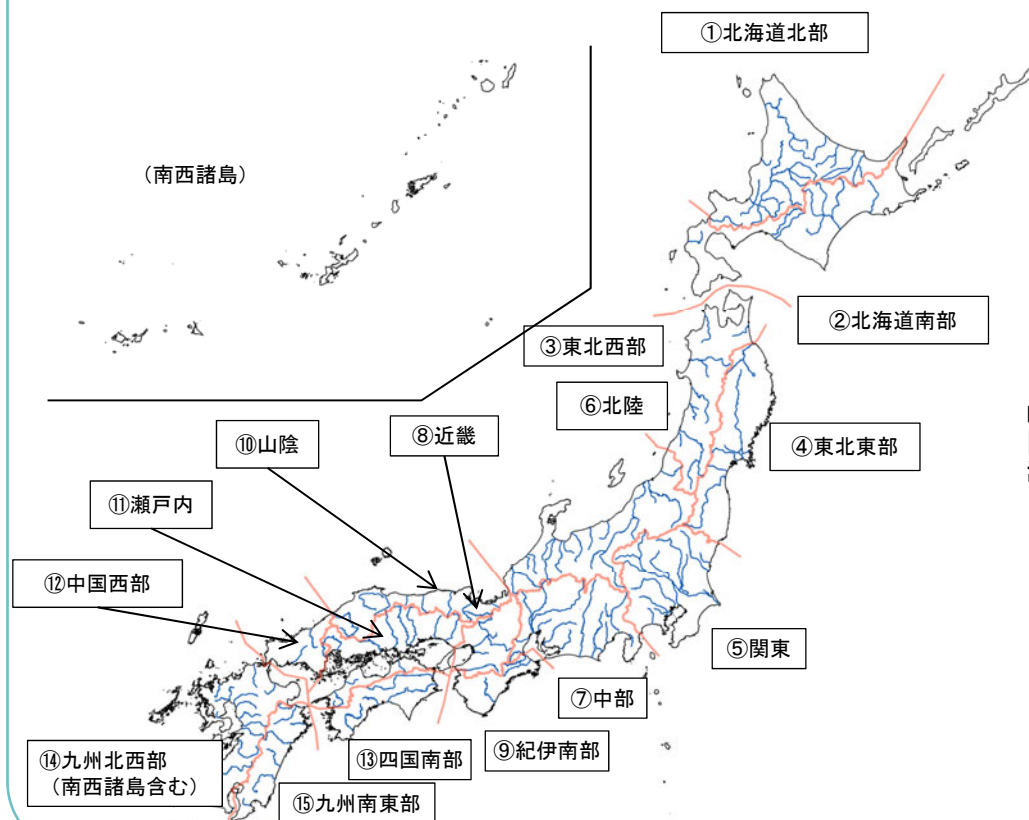 ①北海道北部
（南西諸島）
②北海道南部
③東北西部
⑥北陸
⑧近畿
⑩山陰
④東北東部
⑪瀬戸内
⑫中国西部
⑤関東
⑦中部
⑨紀伊南部
⑬四国南部
⑭九州北西部
（南西諸島含む）
⑮九州南東部